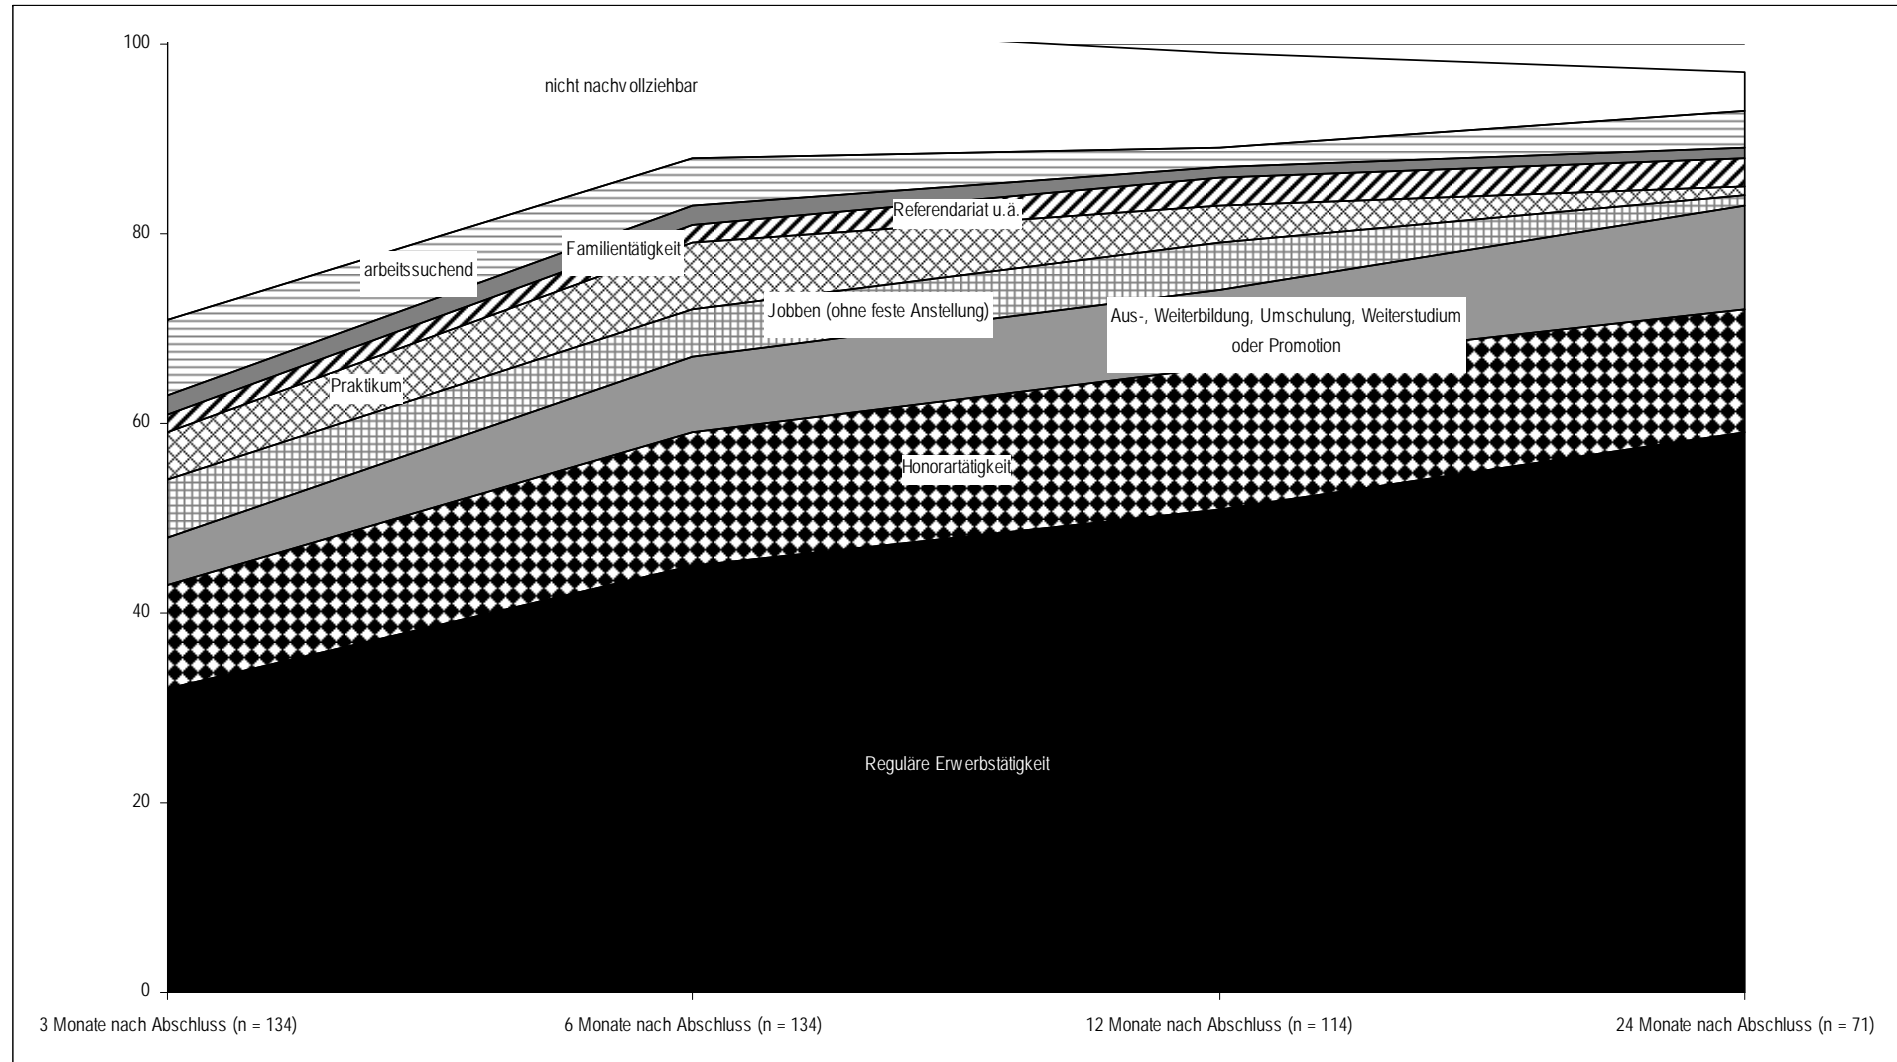 100
nicht nachvollziehbar
80
Referendariat u.ä.
Familientätigkeit
arbeitssuchend
Jobben (ohne feste Anstellung)
Aus-, Weiterbildung, Umschulung, Weiterstudium
oder Promotion
Praktikum
60
Honorartätigkeit
40
Reguläre Erwerbstätigkeit
20
0
3 Monate nach Abschluss (n = 134)
6 Monate nach Abschluss (n = 134)
12 Monate nach Abschluss (n = 114)
24 Monate nach Abschluss (n = 71)